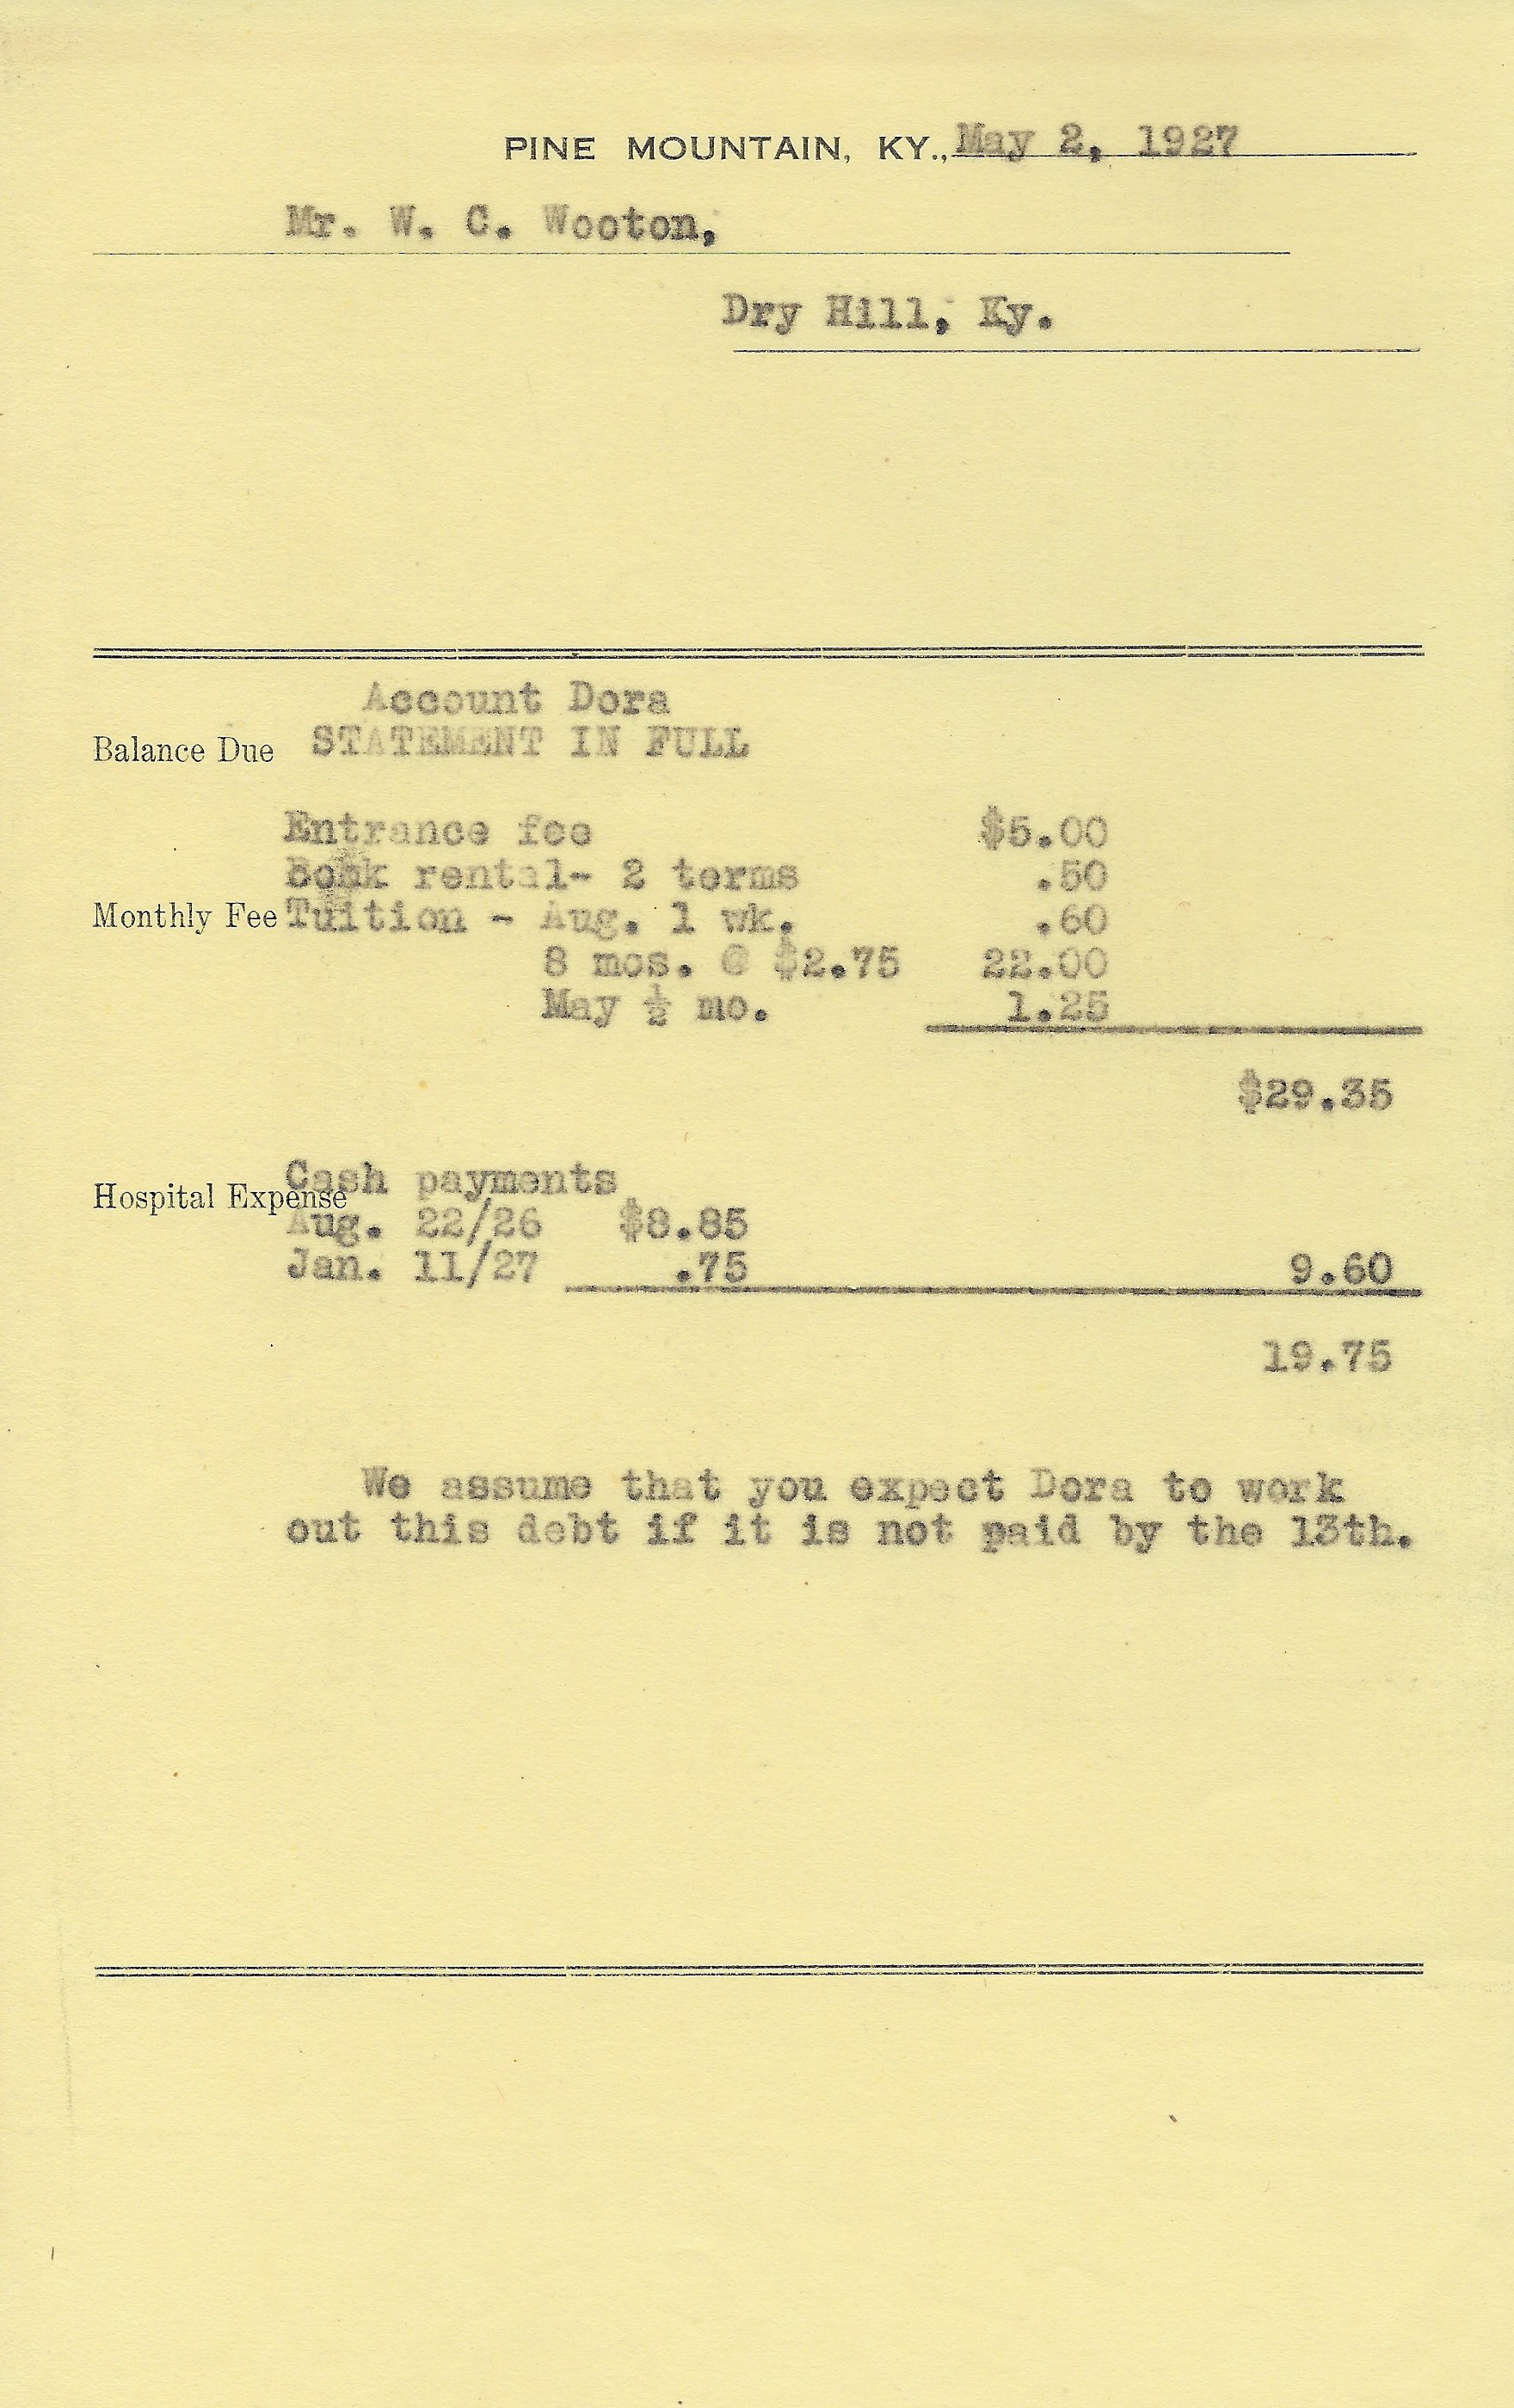 PINE MOUNTAIN, KY., May 2, 1927
Mr. W. C. Wooton,
Dry Hill, Ky.
Account Dora
Balance Due STATEMENT IN FULL
Entrance fee $5.00
Book rental- 2 terms .50
Monthly Fee Tuition - Aug. 1 wk. .60
8 mos. @ $2.75 22.00
May ½ mo. 1.25
$29.35
Cash payments
Hospital Expense
Aug. 22/26 $8.85
Jan. 11/27 .75 9.60
19.75
We assume that you expect Dora to work
out this debt if it is not paid by the 13th.